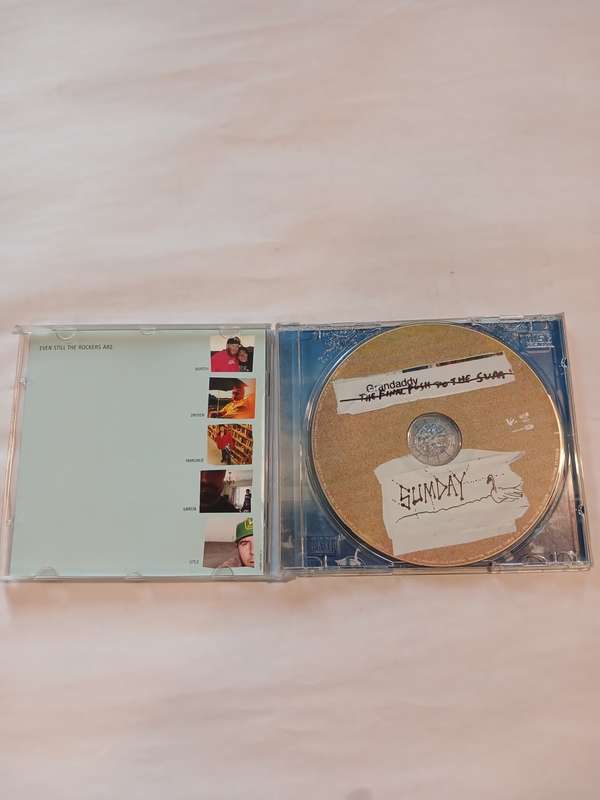 EVEN STILL THE ROCKERS ARE:
BURTCH
DRYDEN
FAIRCHILD
GARCIA
LYTLE
Grandaddy
THE FINAL PUSH TO THE SUM
SUMDAY